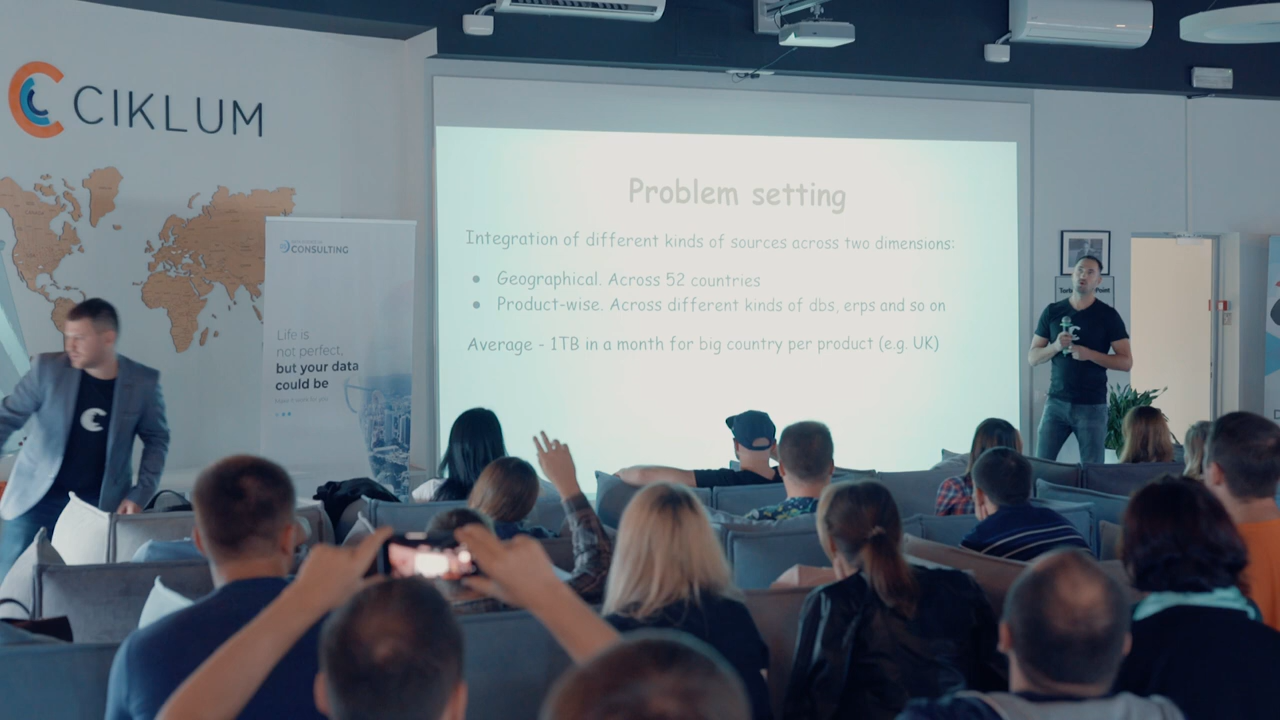 CIKLUM
CONSULTING
Life is
not perfect,
but your data
could be
Problem setting
Integration of different kinds of sources across two dimensions:
● Geographical. Across 52 countries
● Product-wise. Across different kinds of dbs, erps and so on
Average - 1TB in a month for big country per product (e.g. UK)
Point